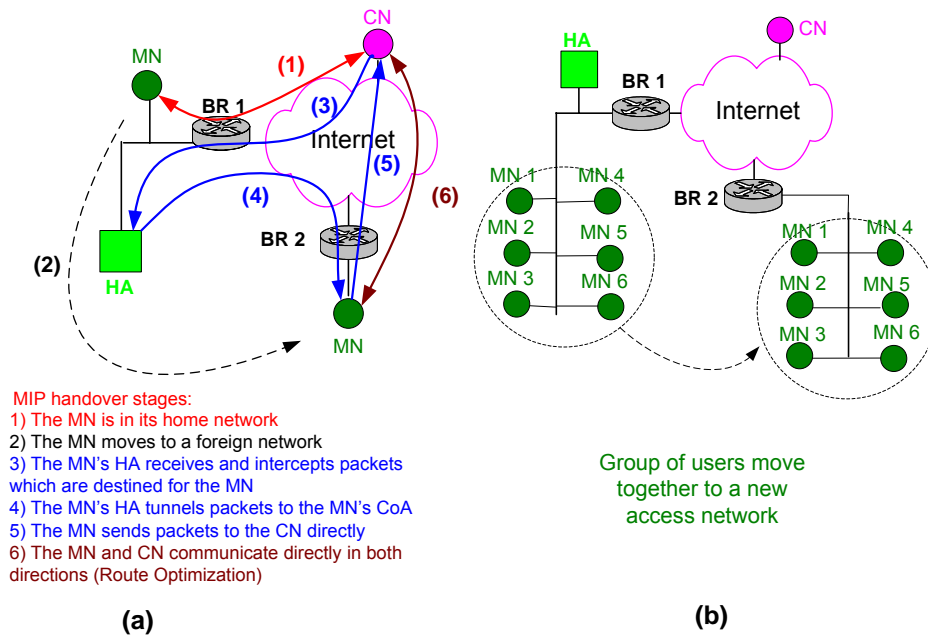 CN
MN
(1)
BR 1
(3)
Internet
(5)
(4)
(6)
BR 2
(2)
HA
MN
MIP handover stages:
1) The MN is in its home network
2) The MN moves to a foreign network
3) The MN's HA receives and intercepts packets
which are destined for the MN
4) The MN's HA tunnels packets to the MN's CoA
5) The MN sends packets to the CN directly
6) The MN and CN communicate directly in both
directions (Route Optimization)
(a)
CN
HA
BR 1
Internet
BR 2
MN 1
MN 4
MN 2
MN 5
MN 3
MN 6
MN 1
MN 4
MN 2
MN 5
MN 3
MN 6
Group of users move
together to a new
access network
(b)